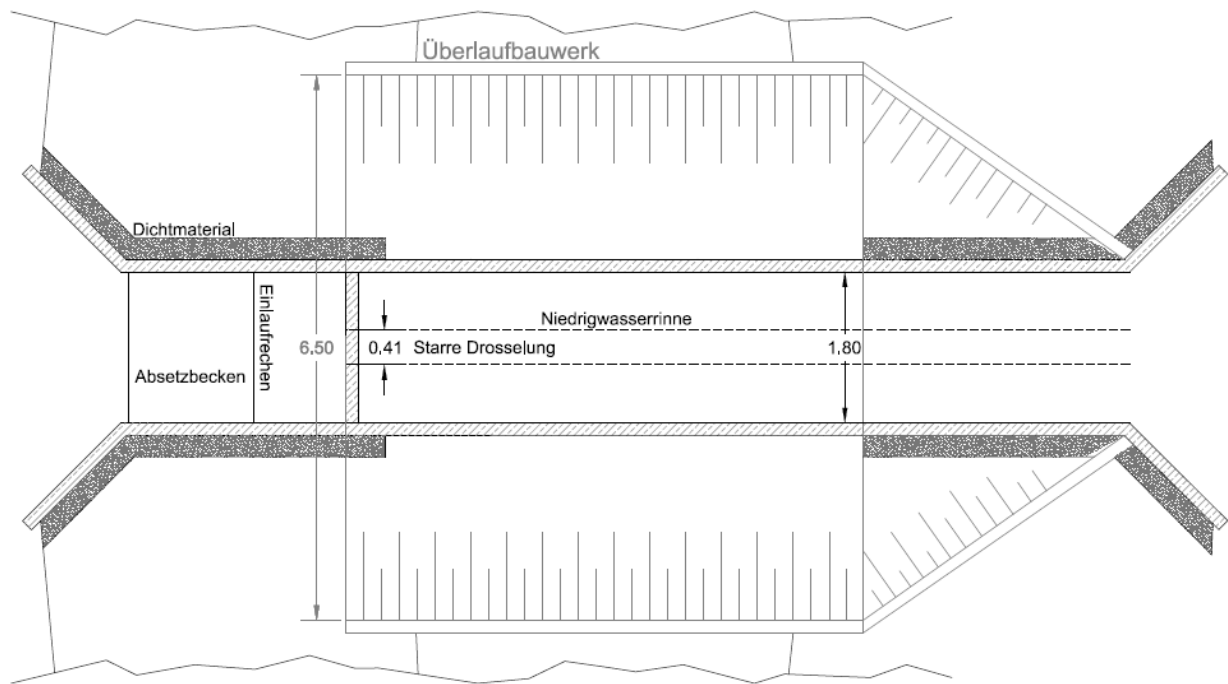 Überlaufbauwerk
Dichtmaterial
Einlaufrechen
Niedrigwasserrinne
6.50
0.41 Starre Drosselung
1.80
Absetzbecken